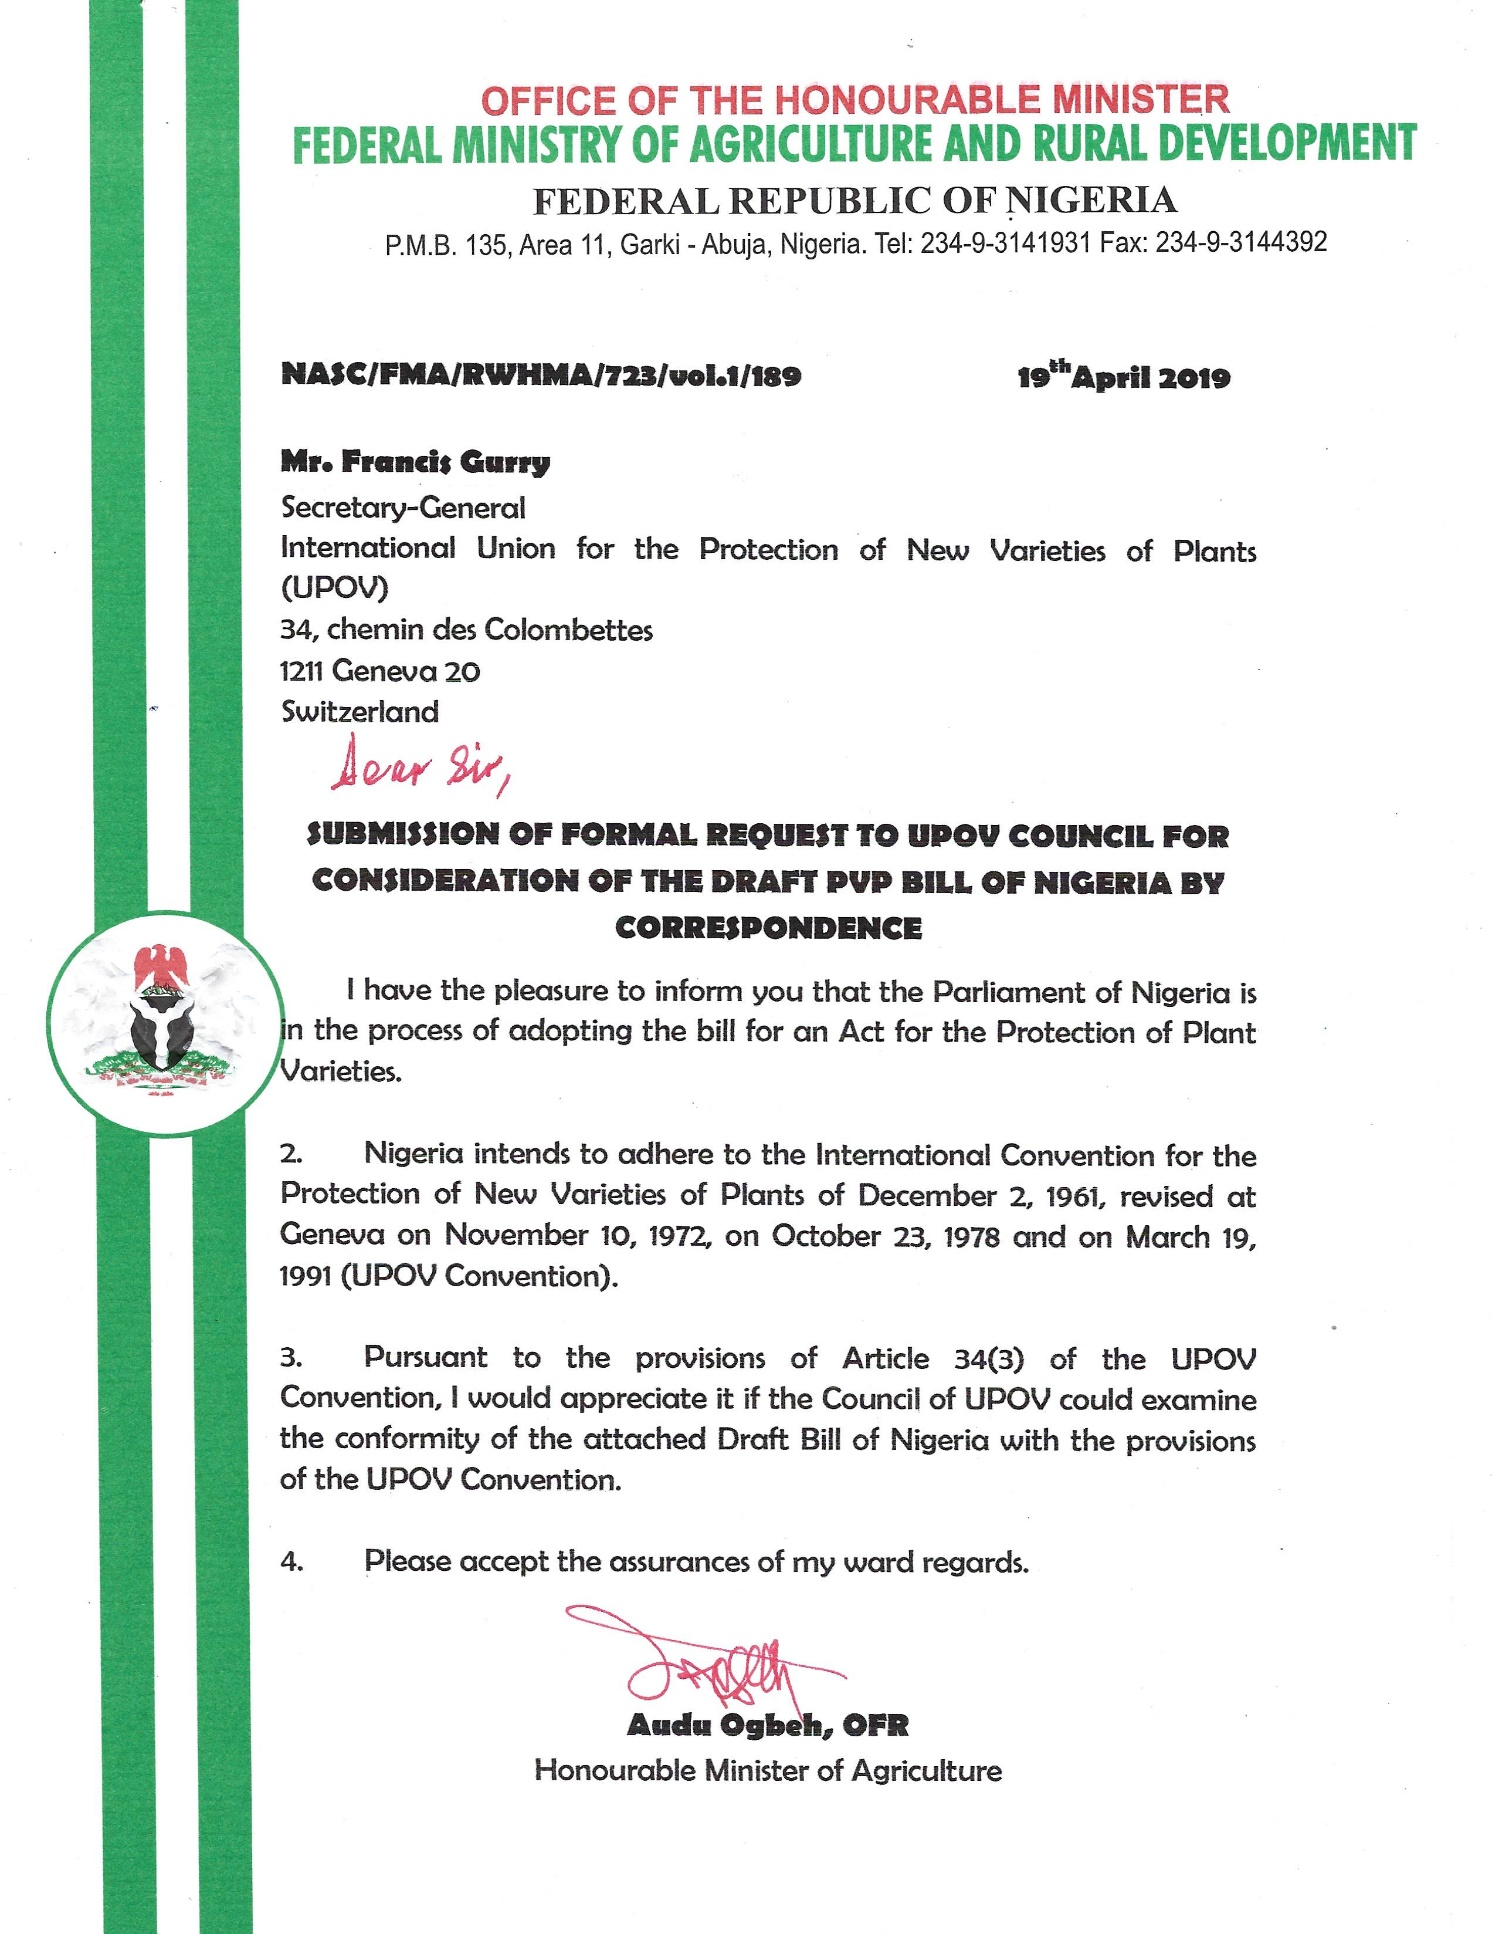 OFFICE OF THE HONOURABLE MINISTER
FEDERAL MINISTRY OF AGRICULTURE AND RURAL DEVELOPMENT
FEDERAL REPUBLIC OF NIGERIA
P.M.B. 135, Area 11, Garki - Abuja, Nigeria. Tel: 234-9-3141931 Fax: 234-9-3144392
NASC/FMA/RWHMA/723/vol.1/189 19th April 2019
Mr. Francis Gurry
Secretary-General
International Union for the Protection of New Varieties of Plants
(UPOV)
34, chemin des Colombettes
1211 Geneva 20
Switzerland
Dear Sir,
SUBMISSION OF FORMAL REQUEST TO UPOV COUNCIL FOR
CONSIDERATION OF THE DRAFT PVP BILL OF NIGERIA BY
CORRESPONDENCE
I have the pleasure to inform you that the Parliament of Nigeria is
in the process of adopting the bill for an Act for the Protection of Plant
Varieties.
2. Nigeria intends to adhere to the International Convention for the
Protection of New Varieties of Plants of December 2, 1961, revised at
Geneva on November 10, 1972, on October 23, 1978 and on March 19,
1991 (UPOV Convention).
3. Pursuant to the provisions of Article 34(3) of the UPOV
Convention, I would appreciate it if the Council of UPOV could examine
the conformity of the attached Draft Bill of Nigeria with the provisions
of the UPOV Convention.
4. Please accept the assurances of my ward regards.
Audu Ogbeh, OFR
Honourable Minister of Agriculture